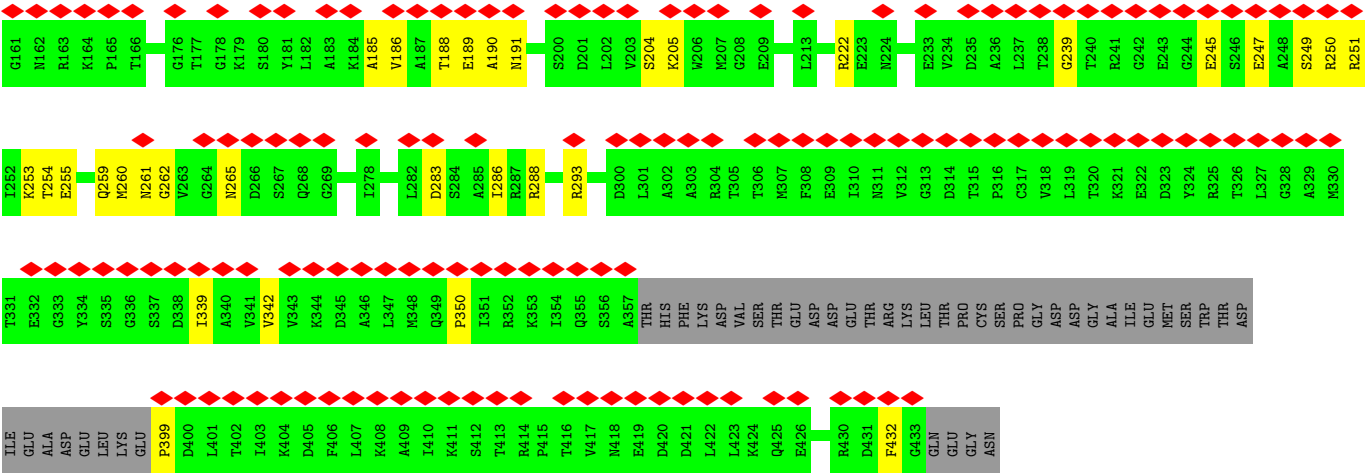 G161 N162 R163 K164 P165 T166 G176 T177 G178 K179 S180 Y181 L182 A183 K184 A185 V186 A187 T188 E189 A190 N191 S200 D201 L202 V203 S204 K205 W206 M207 G208 E209 L213 R222 E223 N224 E233 V234 D235 A236 L237 T238 G239 T240 R241 G242 E243 G244 E245 S246 E247 A248 S249 R250 R251
I252 K253 T254 E255 Q259 M260 N261 G262 V263 G264 N265 D266 S267 Q268 G269 I278 L282 D283 S284 A285 I286 R287 R288 R293 D300 L301 A302 A303 R304 T305 T306 M307 F308 E309 I310 N311 V312 G313 D314 T315 P316 C317 V318 L319 T320 K321 E322 D323 Y324 R325 T326 L327 G328 A329 M330
T331 E332 G333 Y334 S335 G336 S337 D338 I339 A340 V341 V342 V343 K344 D345 A346 L347 M348 Q349 P350 I351 R352 K353 I354 Q355 S356 A357 THR HIS PHE LYS ASP VAL SER THR GLU ASP ASP GLU THR ARG LYS LEU THR PRO CYS SER PRO GLY ASP ASP GLY ALA ILE GLU MET SER TRP THR ASP
ILE GLU ALA ASP GLU LEU LYS GLU P399 D400 L401 T402 I403 K404 D405 F406 L407 K408 A409 I410 K411 S412 T413 R414 P415 T416 V417 N418 E419 D420 D421 L422 L423 K424 Q425 E426 R430 D431 F432 G433 GLN GLU GLY ASN